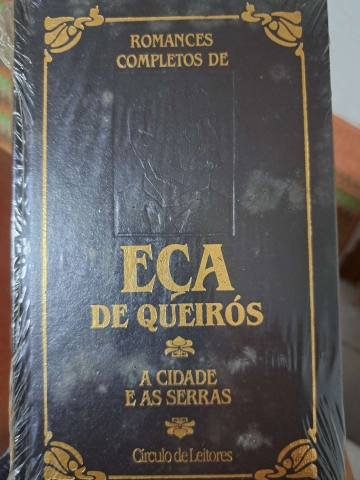 ROMANCES
COMPLETOS DE
EÇA
DE QUEIRÓS
A CIDADE
E AS SERRAS
Círculo de Leitores